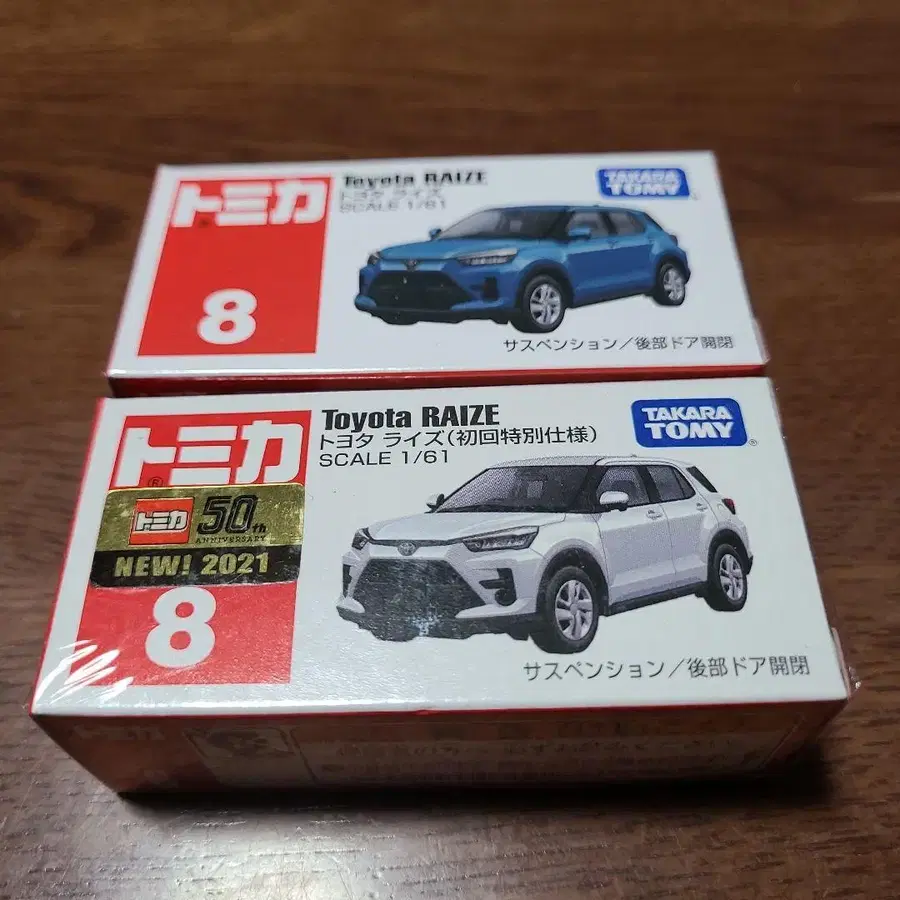 トミカ
8
Toyota RAIZE
トヨタ ライズ
SCALE 1/61
TAKARA
TOMY
サスペンション/後部ドア開閉
トミカ
®
トミカ 50th
ANNIVERSARY
NEW! 2021
8
Toyota RAIZE
トヨタ ライズ(初回特別仕様)
SCALE 1/61
TAKARA
TOMY®
サスペンション/後部ドア開閉
トミカ